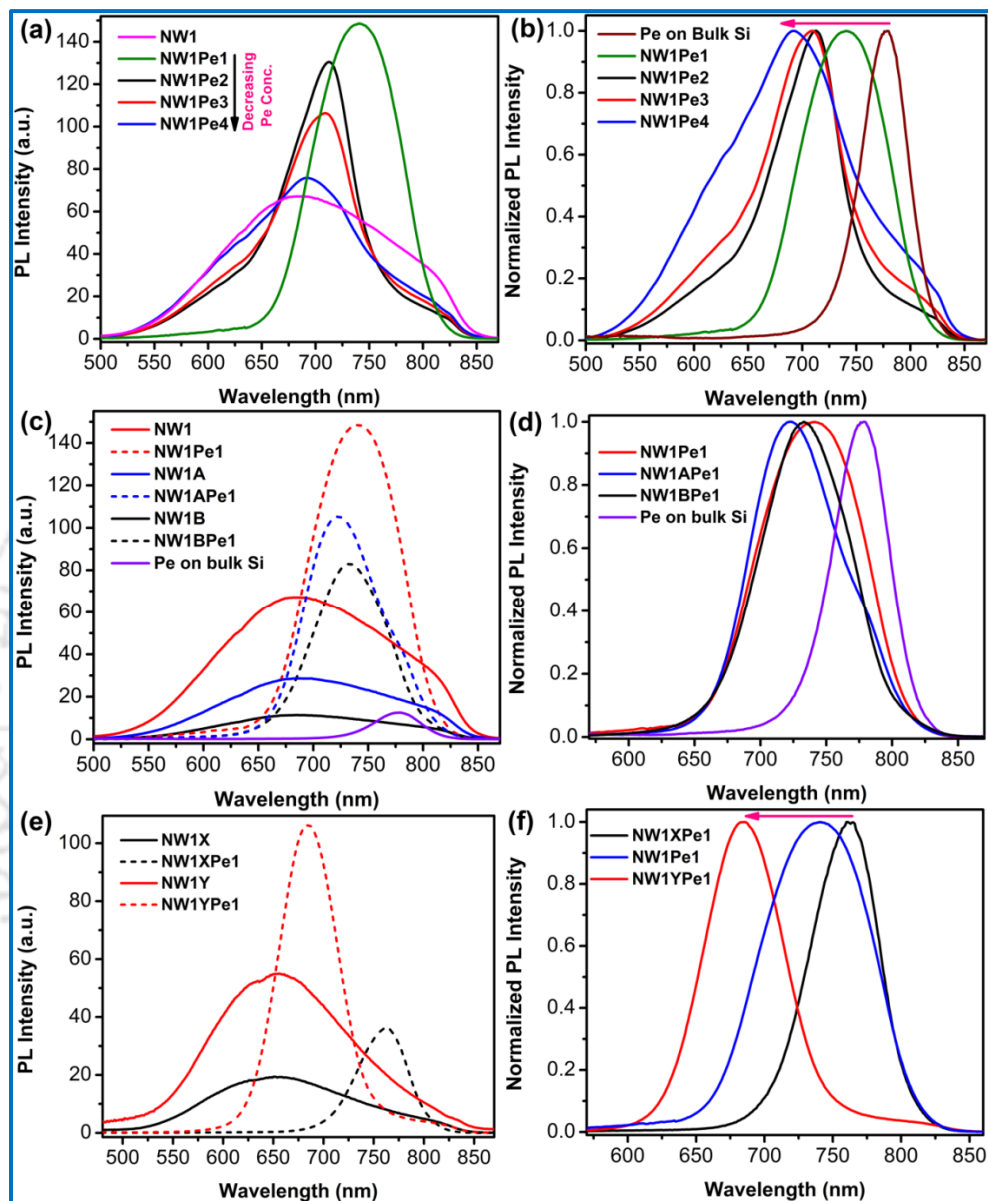 (a)
NW1
NW1Pe1
NW1Pe2
NW1Pe3
NW1Pe4
Decreasing
Pe Conc.
PL Intensity (a.u.)
140
120
100
80
60
40
20
0
500 550 600 650 700 750 800 850
Wavelength (nm)
(b)
Pe on Bulk Si
NW1Pe1
NW1Pe2
NW1Pe3
NW1Pe4
Normalized PL Intensity
1.0
0.8
0.6
0.4
0.2
0.0
500 550 600 650 700 750 800 850
Wavelength (nm)
(c)
NW1
NW1Pe1
NW1A
NW1APe1
NW1B
NW1BPe1
Pe on bulk Si
PL Intensity (a.u.)
140
120
100
80
60
40
20
0
500 550 600 650 700 750 800 850
Wavelength (nm)
(d)
NW1Pe1
NW1APe1
NW1BPe1
Pe on bulk Si
Normalized PL Intensity
1.0
0.8
0.6
0.4
0.2
0.0
600 650 700 750 800 850
Wavelength (nm)
(e)
NW1X
NW1XPe1
NW1Y
NW1YPe1
PL Intensity (a.u.)
100
80
60
40
20
0
500 550 600 650 700 750 800 850
Wavelength (nm)
(f)
NW1XPe1
NW1Pe1
NW1YPe1
Normalized PL Intensity
1.0
0.8
0.6
0.4
0.2
0.0
600 650 700 750 800 850
Wavelength (nm)